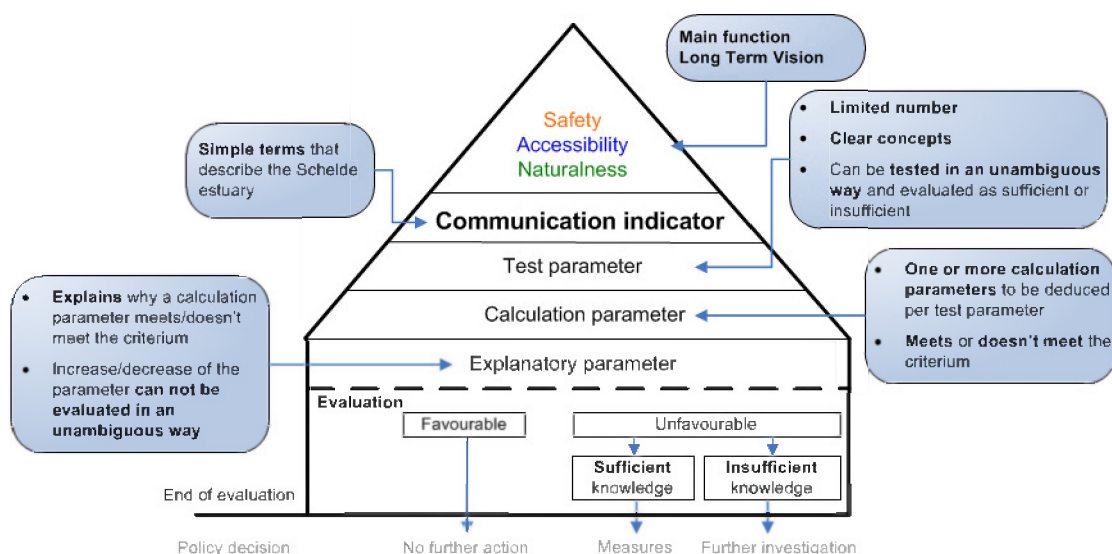 Main function
Long Term Vision
Safety
Accessibility
Naturalness
Simple terms that
describe the Schelde
estuary
• Limited number
• Clear concepts
• Can be tested in an unambiguous
way and evaluated as sufficient or
insufficient
Communication indicator
Test parameter
Calculation parameter
• One or more calculation
parameters to be deduced
per test parameter
• Meets or doesn't meet the
criterium
• Explains why a calculation
parameter meets/doesn't
meet the criterium
• Increase/decrease of the
parameter can not be
evaluated in an
unambiguous way
Explanatory parameter
Evaluation
Favourable
Unfavourable
Sufficient
knowledge
Insufficient
knowledge
End of evaluation
Policy decision
No further action
Measures
Further investigation